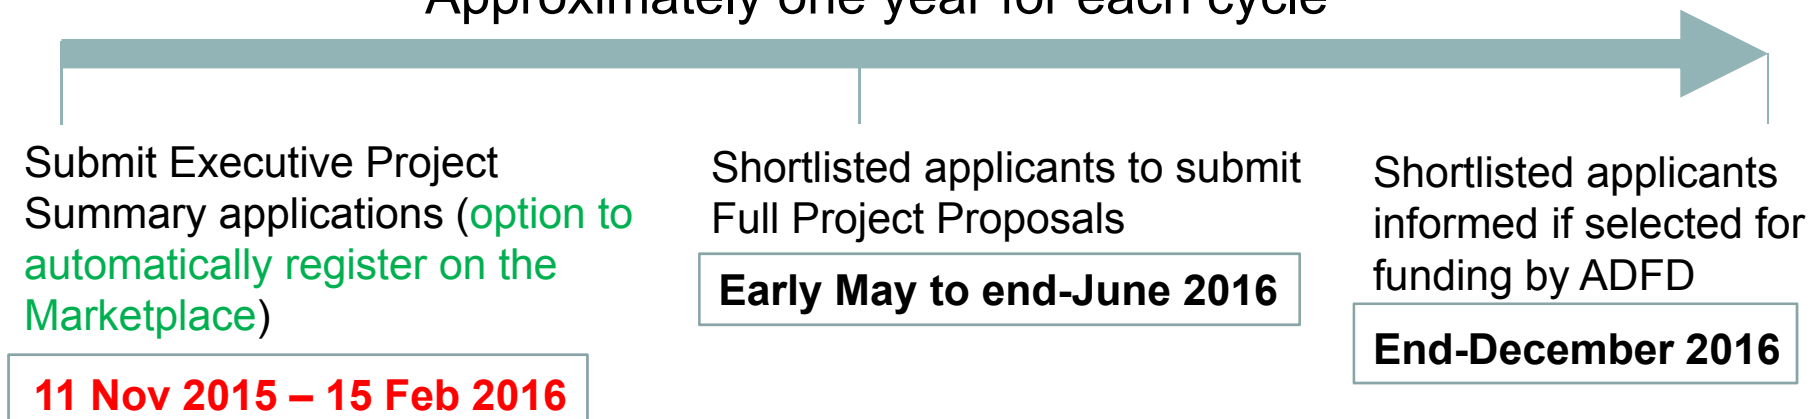 Approximately one year for each cycle
Submit Executive Project
Summary applications (option to
automatically register on the
Marketplace)
11 Nov 2015 – 15 Feb 2016
Shortlisted applicants to submit
Full Project Proposals
Early May to end-June 2016
Shortlisted applicants
informed if selected for
funding by ADFD
End-December 2016